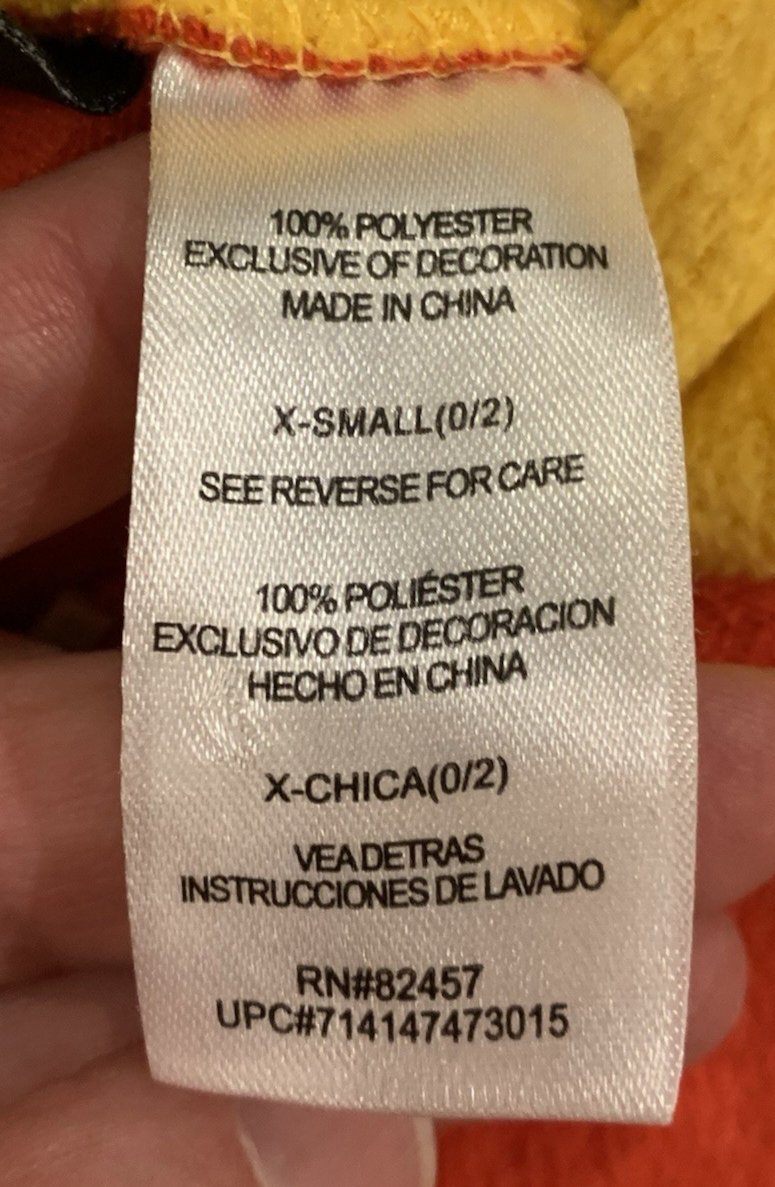 100% POLYESTER
EXCLUSIVE OF DECORATION
MADE IN CHINA
X-SMALL(0/2)
SEE REVERSE FOR CARE
100% POLIÉSTER
EXCLUSIVO DE DECORACION
HECHO EN CHINA
X-CHICA(0/2)
VEA DETRAS
INSTRUCCIONES DE LAVADO
RN#82457
UPC#714147473015